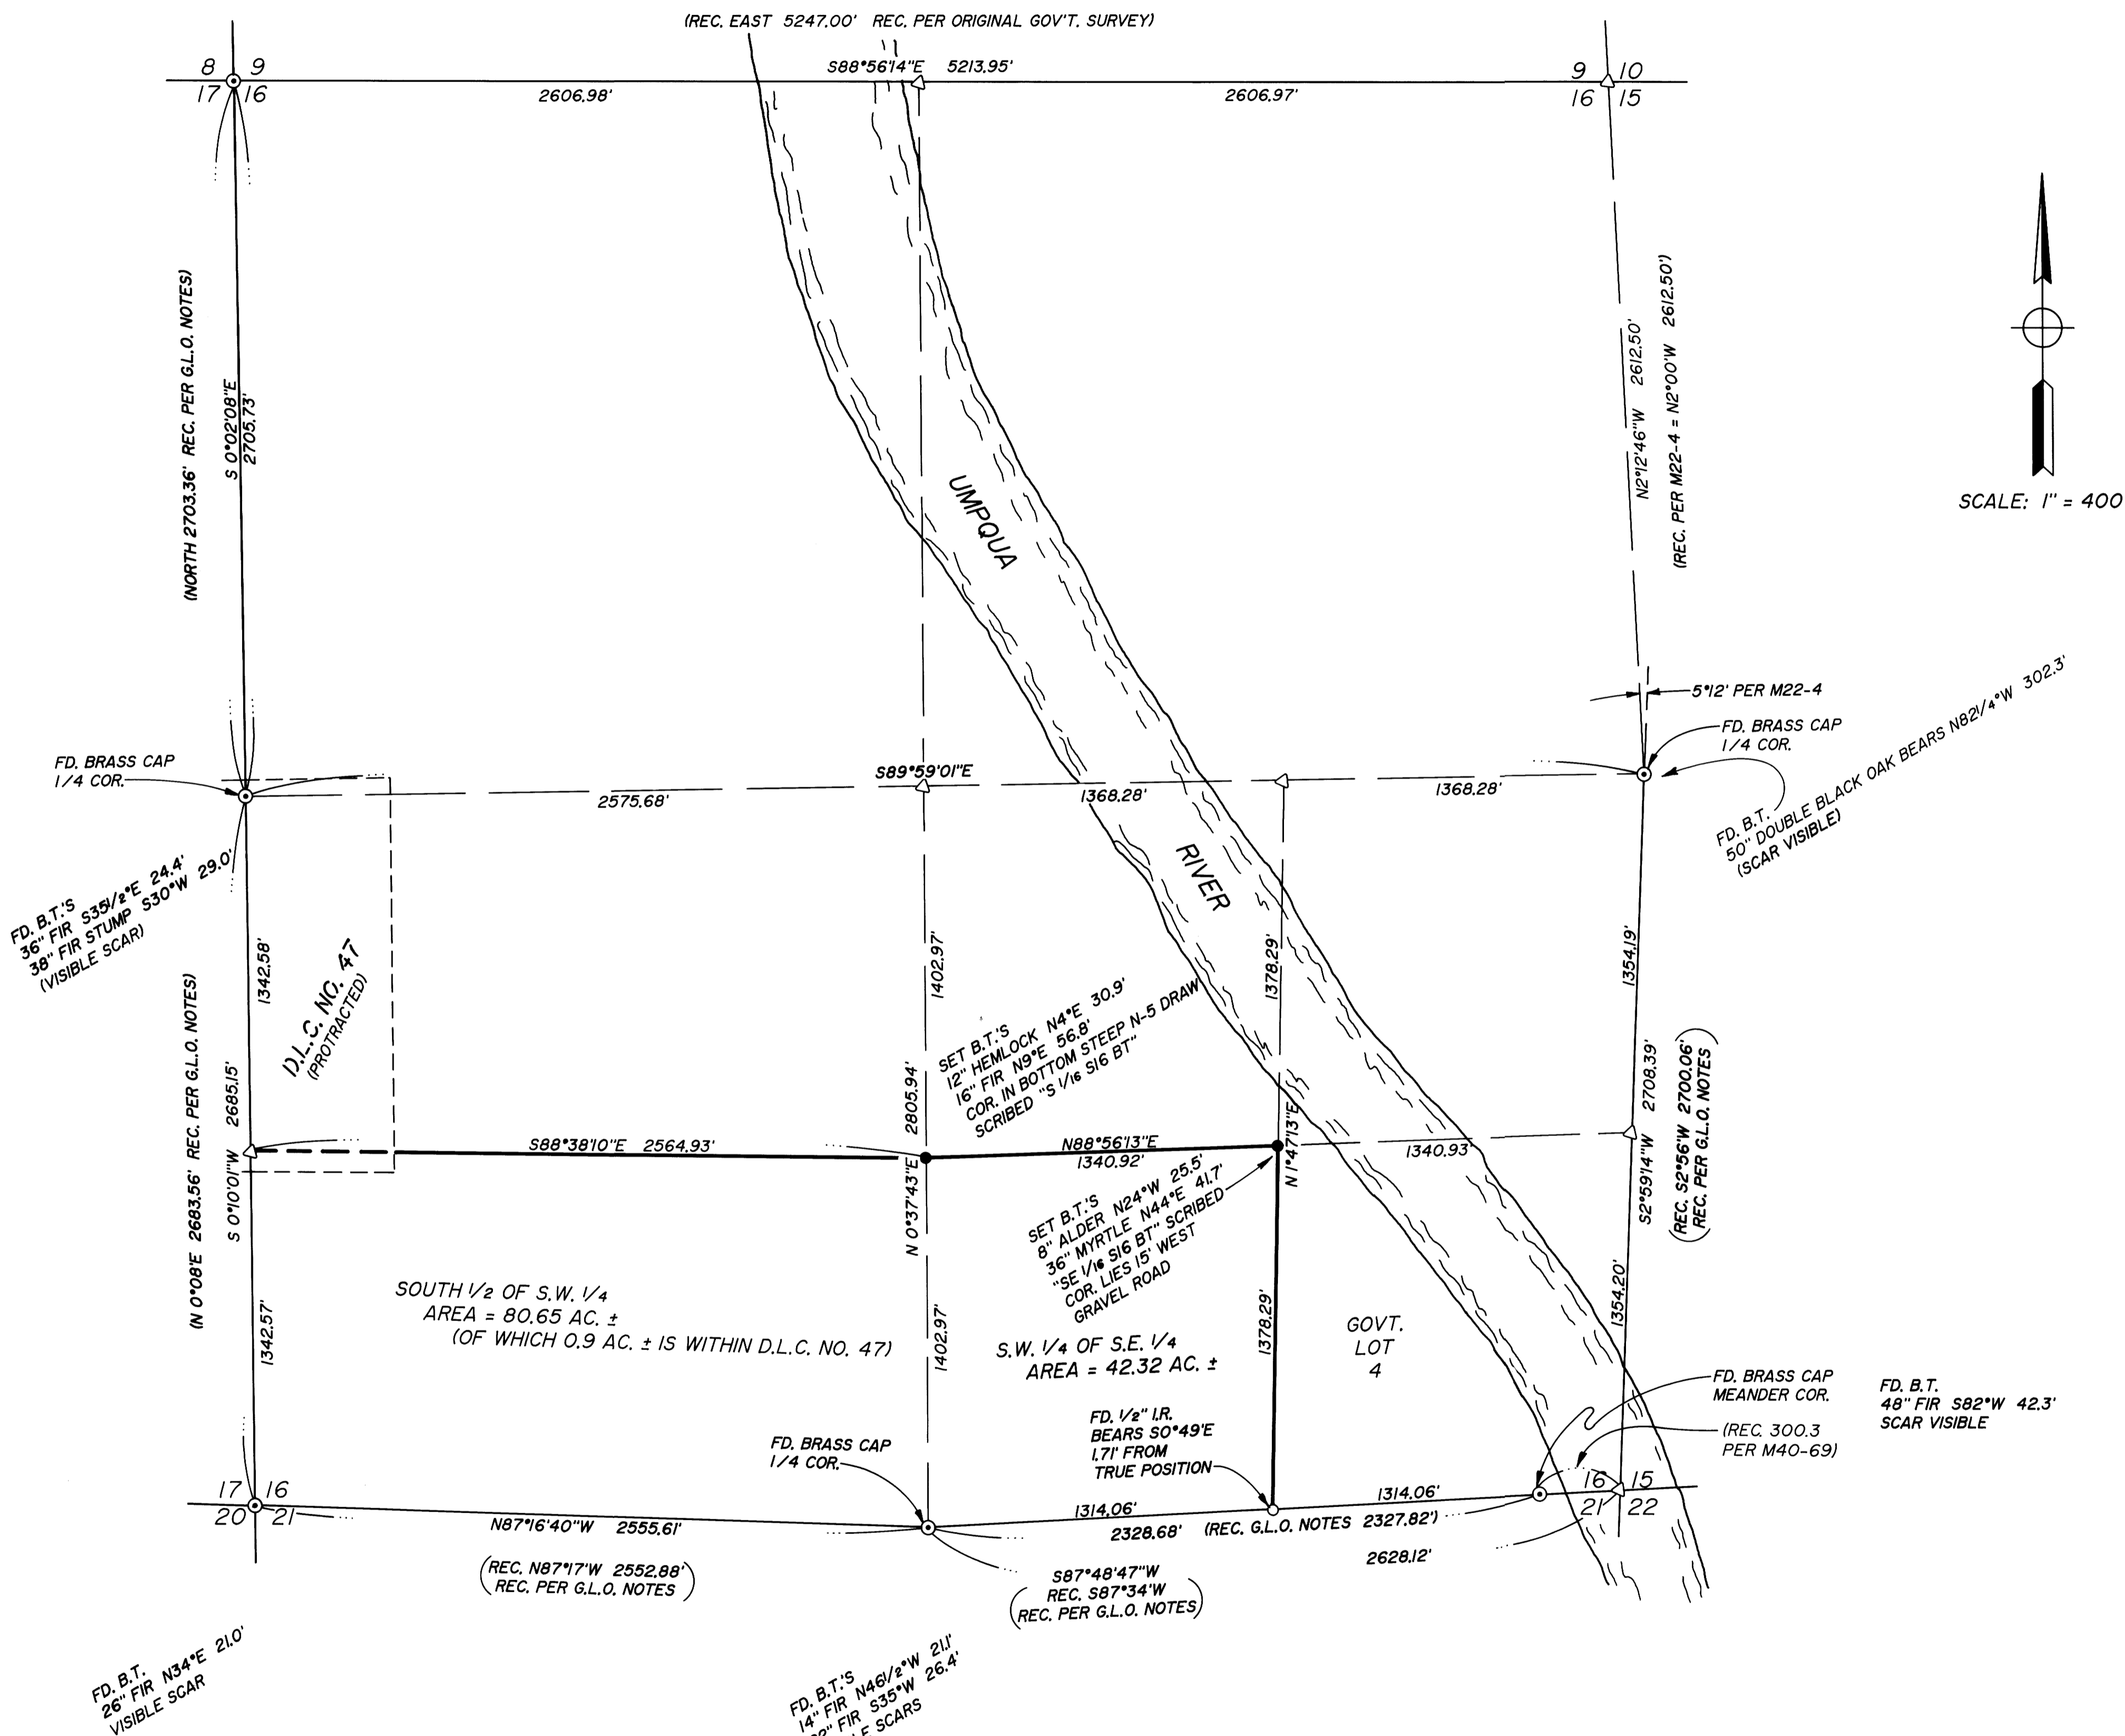 (REC. EAST 5247.00' REC. PER ORIGINAL GOV'T. SURVEY)
8 9
17 16
S88°56'14"E 5213.95'
2606.98'
2606.97'
9 10
16 15
(NORTH 2703.36' REC. PER G.L.O. NOTES)
S 0°02'08"E
2705.73'
UMPQUA
RIVER
N2°12'46"W 2612.50'
(REC. PER M22-4 = N2°00'W 2612.50')
SCALE: 1" = 400
5°12' PER M22-4
FD. BRASS CAP
1/4 COR.
FD. B.T.
50" DOUBLE BLACK OAK BEARS N82 1/4°W 302.3'
(SCAR VISIBLE)
FD. BRASS CAP
1/4 COR.
S89°59'01"E
2575.68'
1368.28'
1368.28'
FD. B.T.'S
36" FIR S35 1/2°E 24.4'
38" FIR STUMP S30°W 29.0'
(VISIBLE SCAR)
1342.58'
D.L.C. NO. 47
(PROTRACTED)
1402.97'
1378.29'
1354.19'
SET B.T.'S
12" HEMLOCK N4°E 30.9'
16" FIR N9°E 56.8'
COR. IN BOTTOM STEEP N-5 DRAW
SCRIBED "S 1/16 S16 BT"
(N 0°08'E 2683.56' REC. PER G.L.O. NOTES)
S 0°10'01"W 2685.15'
N 0°37'43"E 2805.94'
S88°38'10"E 2564.93'
N88°56'13"E
1340.92'
N 1°47'13"E
1340.93'
S2°59'14"W 2708.39'
(REC. S2°56'W 2700.06'
REC. PER G.L.O. NOTES)
SET B.T.'S
8" ALDER N24°W 25.5'
36" MYRTLE N44°E 41.7'
"SE 1/16 S16 BT" SCRIBED
COR. LIES 15' WEST
GRAVEL ROAD
SOUTH 1/2 OF S.W. 1/4
AREA = 80.65 AC. ±
(OF WHICH 0.9 AC. ± IS WITHIN D.L.C. NO. 47)
1342.57'
1402.97'
S.W. 1/4 OF S.E. 1/4
AREA = 42.32 AC. ±
1378.29'
GOVT.
LOT
4
1354.20'
FD. BRASS CAP
MEANDER COR.
(REC. 300.3
PER M40-69)
FD. B.T.
48" FIR S82°W 42.3'
SCAR VISIBLE
FD. 1/2" I.R.
BEARS S0°49'E
1.71' FROM
TRUE POSITION
FD. BRASS CAP
1/4 COR.
17 16
20 21
16 15
21 22
N87°16'40"W 2555.61'
(REC. N87°17'W 2552.88'
REC. PER G.L.O. NOTES)
1314.06'
1314.06'
2328.68' (REC. G.L.O. NOTES 2327.82')
2628.12'
S87°48'47"W
(REC. S87°34'W
REC. PER G.L.O. NOTES)
FD. B.T.
26" FIR N34°E 21.0'
VISIBLE SCAR
FD. B.T.'S
14" FIR N46 1/2°W 21.1'
FIR S35°W 26.4'
SCARS